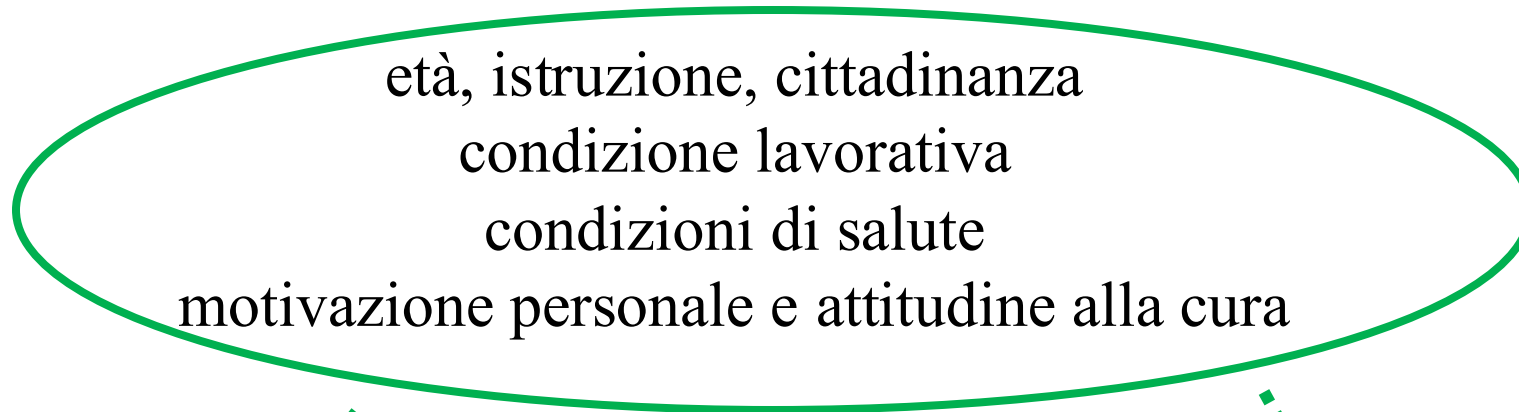 età, istruzione, cittadinanza
condizione lavorativa
condizioni di salute
motivazione personale e attitudine alla cura